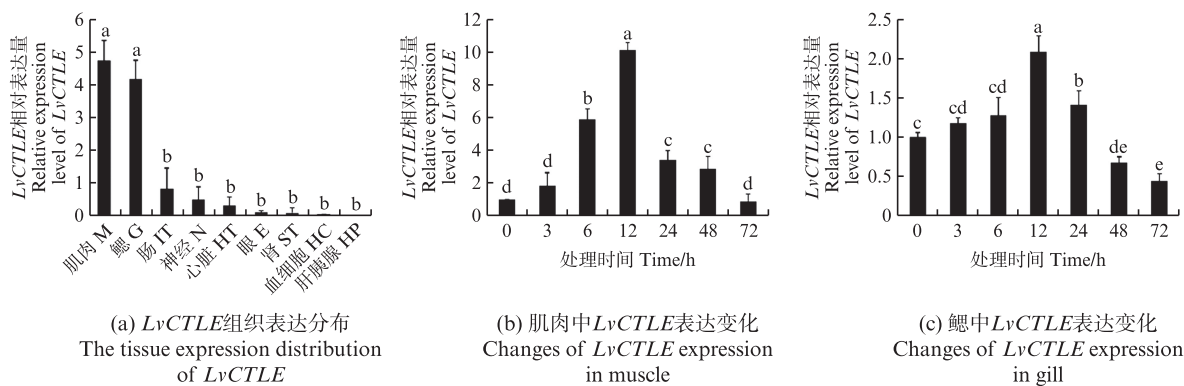 LvCTLE相对表达量
Relative expression
level of LvCTLE
6
5
4
3
2
1
0
a
a
b
b
b
b
b
b
b
肌肉 M
鳃 G
肠 IT
神经 N
心脏 HT
眼 E
胃 ST
血细胞 HC
肝胰腺 HP
(a) LvCTLE组织表达分布
The tissue expression distribution
of LvCTLE
LvCTLE相对表达量
Relative expression
level of LvCTLE
12
10
8
6
4
2
0
d
d
b
a
c
c
d
0 3 6 12 24 48 72
处理时间 Time/h
(b) 肌肉中LvCTLE表达变化
Changes of LvCTLE expression
in muscle
LvCTLE相对表达量
Relative expression
level of LvCTLE
2.5
2.0
1.5
1.0
0.5
0
c
cd
cd
a
b
de
e
0 3 6 12 24 48 72
处理时间 Time/h
(c) 鳃中LvCTLE表达变化
Changes of LvCTLE expression
in gill